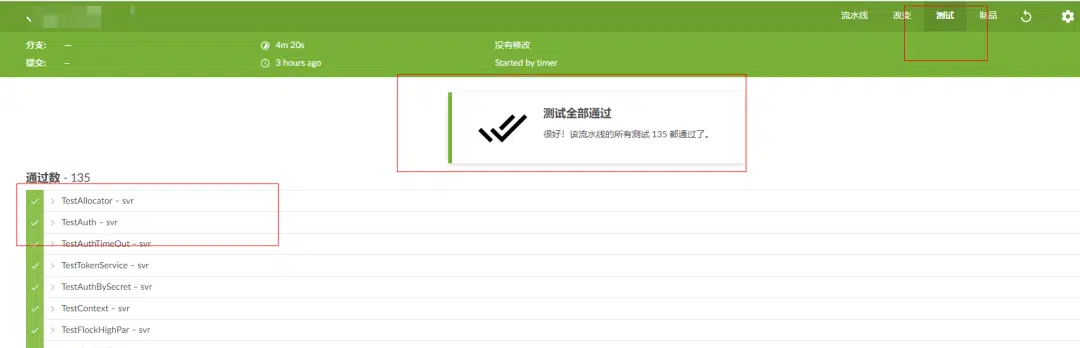 流水线 改变 测试 制品
分支: — 4m 20s 没有修改
提交: – 3 hours ago Started by timer
测试全部通过
很好！该流水线的所有测试 135 都通过了。
通过数 - 135
TestAllocator – svr
TestAuth – svr
TestAuthTimeOut – svr
TestTokenService – svr
TestAuthBySecret – svr
TestContext – svr
TestFlockHighPar – svr